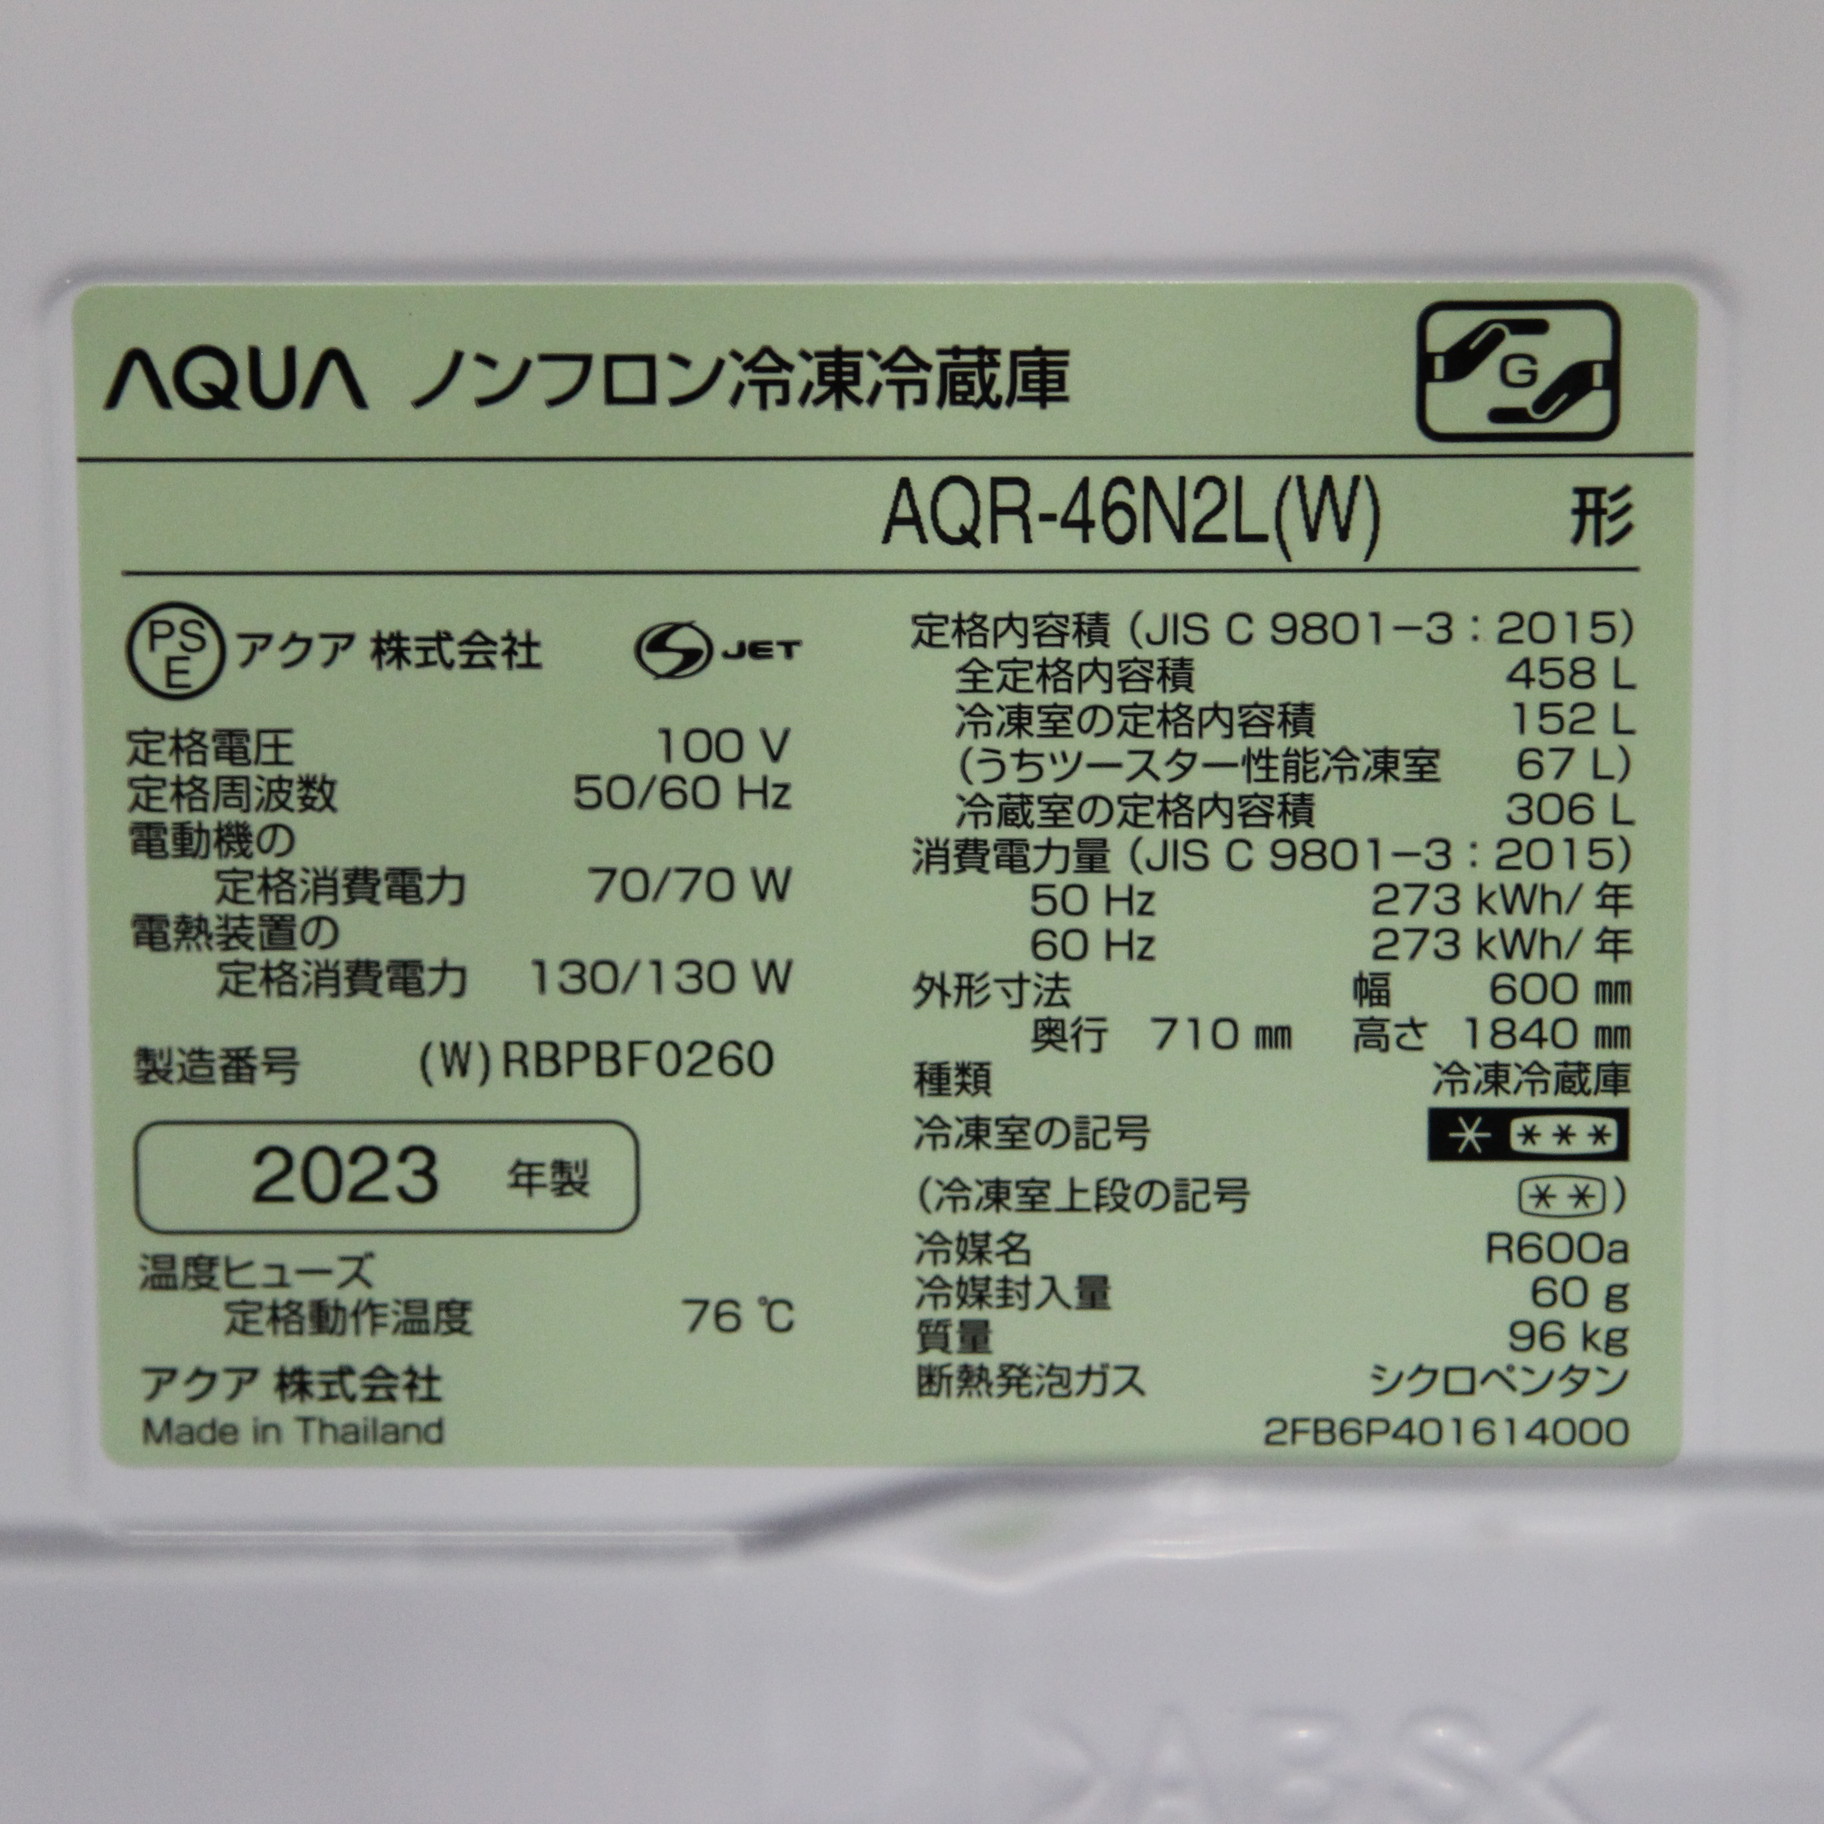 AQUA ノンフロン冷凍冷蔵庫
G
AQR-46N2L(W) 形
PS
E
アクア 株式会社
S JET
定格電圧 100 V
定格周波数 50/60 Hz
電動機の
定格消費電力 70/70 W
電熱装置の
定格消費電力 130/130 W
製造番号 (W)RBPBF0260
2023 年製
温度ヒューズ
定格動作温度 76 ℃
アクア 株式会社
Made in Thailand
定格内容積 (JIS C 9801-3:2015)
全定格内容積 458 L
冷凍室の定格内容積 152 L
(うちツースター性能冷凍室 67 L)
冷蔵室の定格内容積 306 L
消費電力量 (JIS C 9801-3:2015)
50 Hz 273 kWh/年
60 Hz 273 kWh/年
外形寸法 幅 600 ㎜
奥行 710 ㎜ 高さ 1840 ㎜
種類 冷凍冷蔵庫
冷凍室の記号 * ***
(冷凍室上段の記号 **)
冷媒名 R600a
冷媒封入量 60 g
質量 96 kg
断熱発泡ガス シクロペンタン
2FB6P401614000
>ABS<